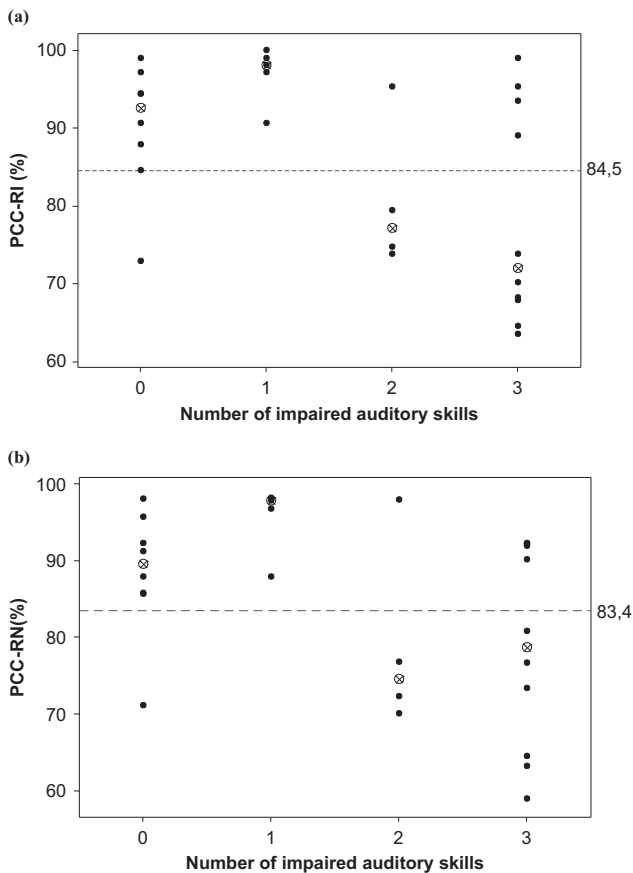 (a)
100
90
80
70
60
PCC-RI (%)
84,5
0 1 2 3
Number of impaired auditory skills
(b)
100
90
80
70
60
PCC-RN(%)
83,4
0 1 2 3
Number of impaired auditory skills